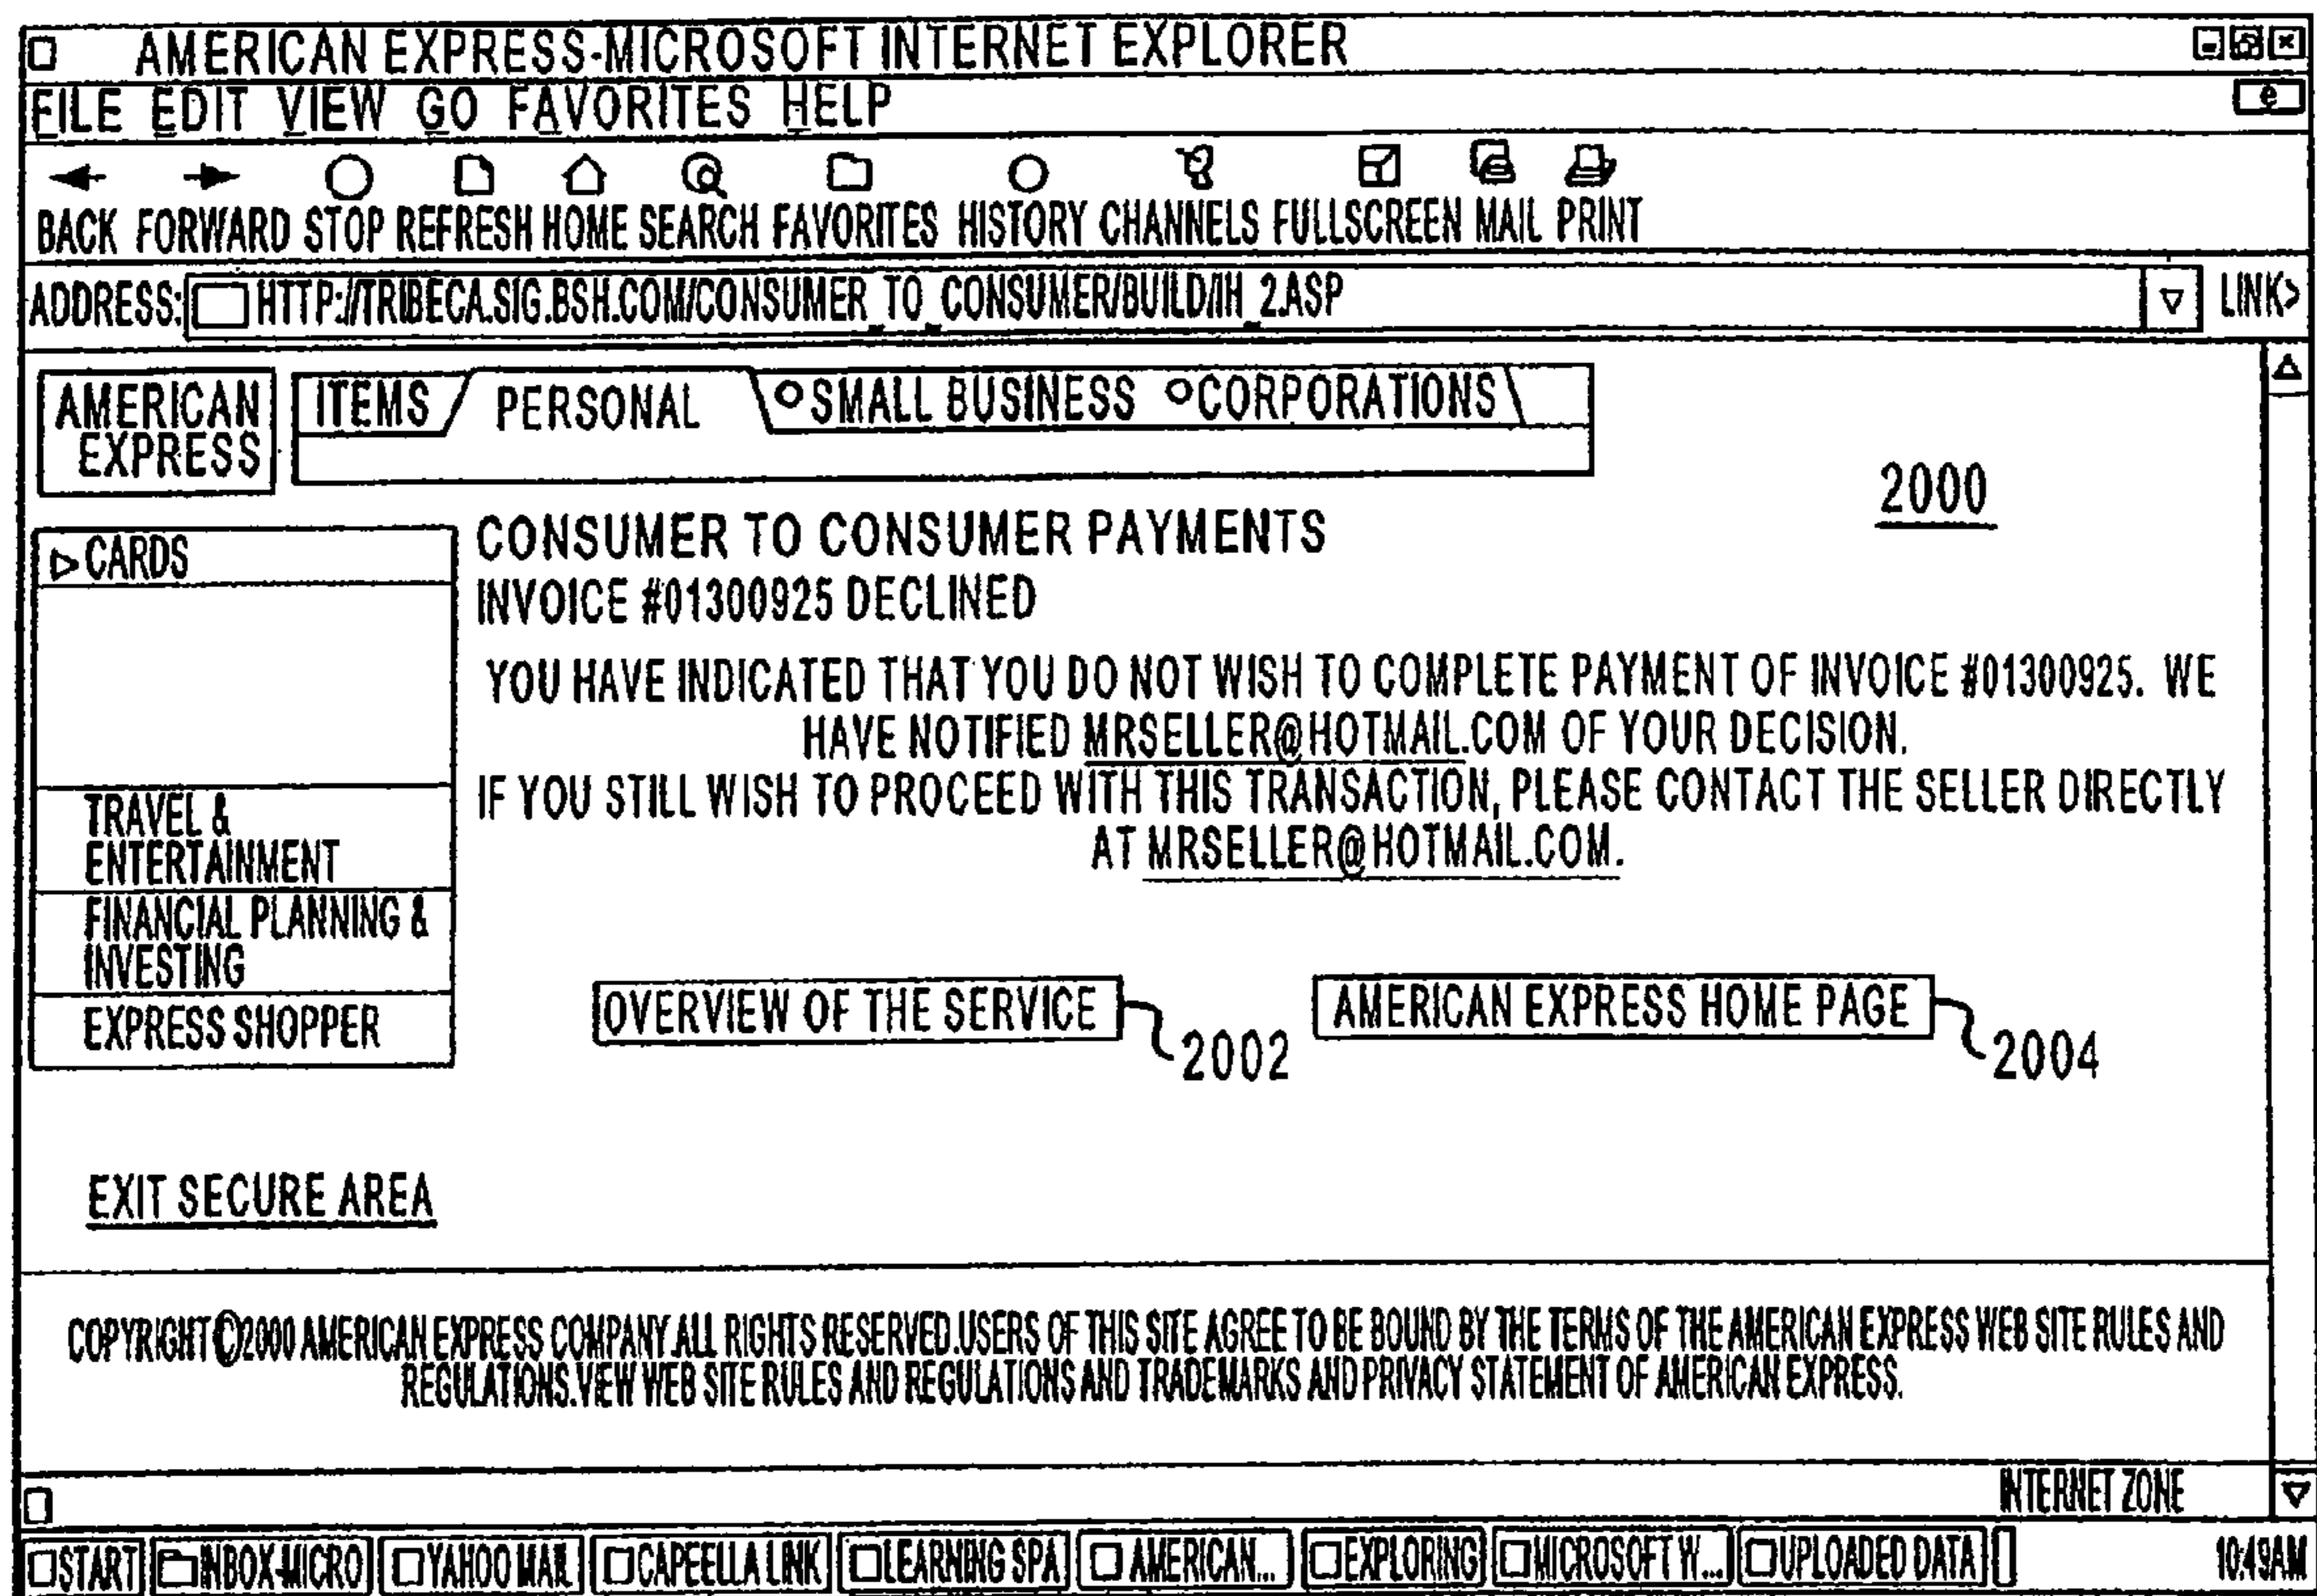 AMERICAN EXPRESS-MICROSOFT INTERNET EXPLORER
FILE EDIT VIEW GO FAVORITES HELP
e
BACK FORWARD STOP REFRESH HOME SEARCH FAVORITES HISTORY CHANNELS FULLSCREEN MAIL PRINT
ADDRESS: HTTP://TRIBECA.SIG.BSH.COM/CONSUMER_TO_CONSUMER/BUILD/IH_2.ASP LINK>
AMERICAN EXPRESS
ITEMS PERSONAL SMALL BUSINESS CORPORATIONS
2000
CARDS
TRAVEL &
ENTERTAINMENT
FINANCIAL PLANNING &
INVESTING
EXPRESS SHOPPER
CONSUMER TO CONSUMER PAYMENTS
INVOICE #01300925 DECLINED
YOU HAVE INDICATED THAT YOU DO NOT WISH TO COMPLETE PAYMENT OF INVOICE #01300925. WE
HAVE NOTIFIED MRSELLER@HOTMAIL.COM OF YOUR DECISION.
IF YOU STILL WISH TO PROCEED WITH THIS TRANSACTION, PLEASE CONTACT THE SELLER DIRECTLY
AT MRSELLER@HOTMAIL.COM.
OVERVIEW OF THE SERVICE 2002 AMERICAN EXPRESS HOME PAGE 2004
EXIT SECURE AREA
COPYRIGHT©2000 AMERICAN EXPRESS COMPANY.ALL RIGHTS RESERVED.USERS OF THIS SITE AGREE TO BE BOUND BY THE TERMS OF THE AMERICAN EXPRESS WEB SITE RULES AND
REGULATIONS.VIEW WEB SITE RULES AND REGULATIONS AND TRADEMARKS AND PRIVACY STATEMENT OF AMERICAN EXPRESS.
INTERNET ZONE
START INBOX-MICRO YAHOO MAIL CAPEELLA LINK LEARNING SPA AMERICAN... EXPLORING MICROSOFT W... UPLOADED DATA 10:49AM